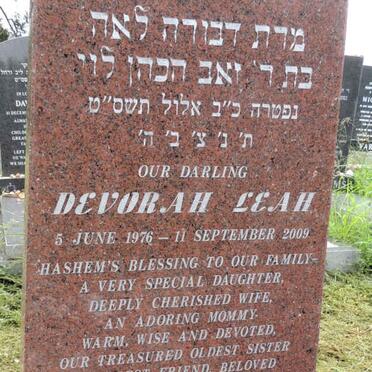 מרת דבורה לאה
בת ר' זאב הכהן לוי
נפטרה כ"ב אלול תשס"ט
ת' נ' צ' ב' ה'
OUR DARLING
DEVORAH LEAH
5 JUNE 1976 – 11 SEPTEMBER 2009
HASHEM'S BLESSING TO OUR FAMILY–
A VERY SPECIAL DAUGHTER,
DEEPLY CHERISHED WIFE,
AN ADORING MOMMY.
WARM, WISE AND DEVOTED,
OUR TREASURED OLDEST SISTER
FRIEND, BELOVED